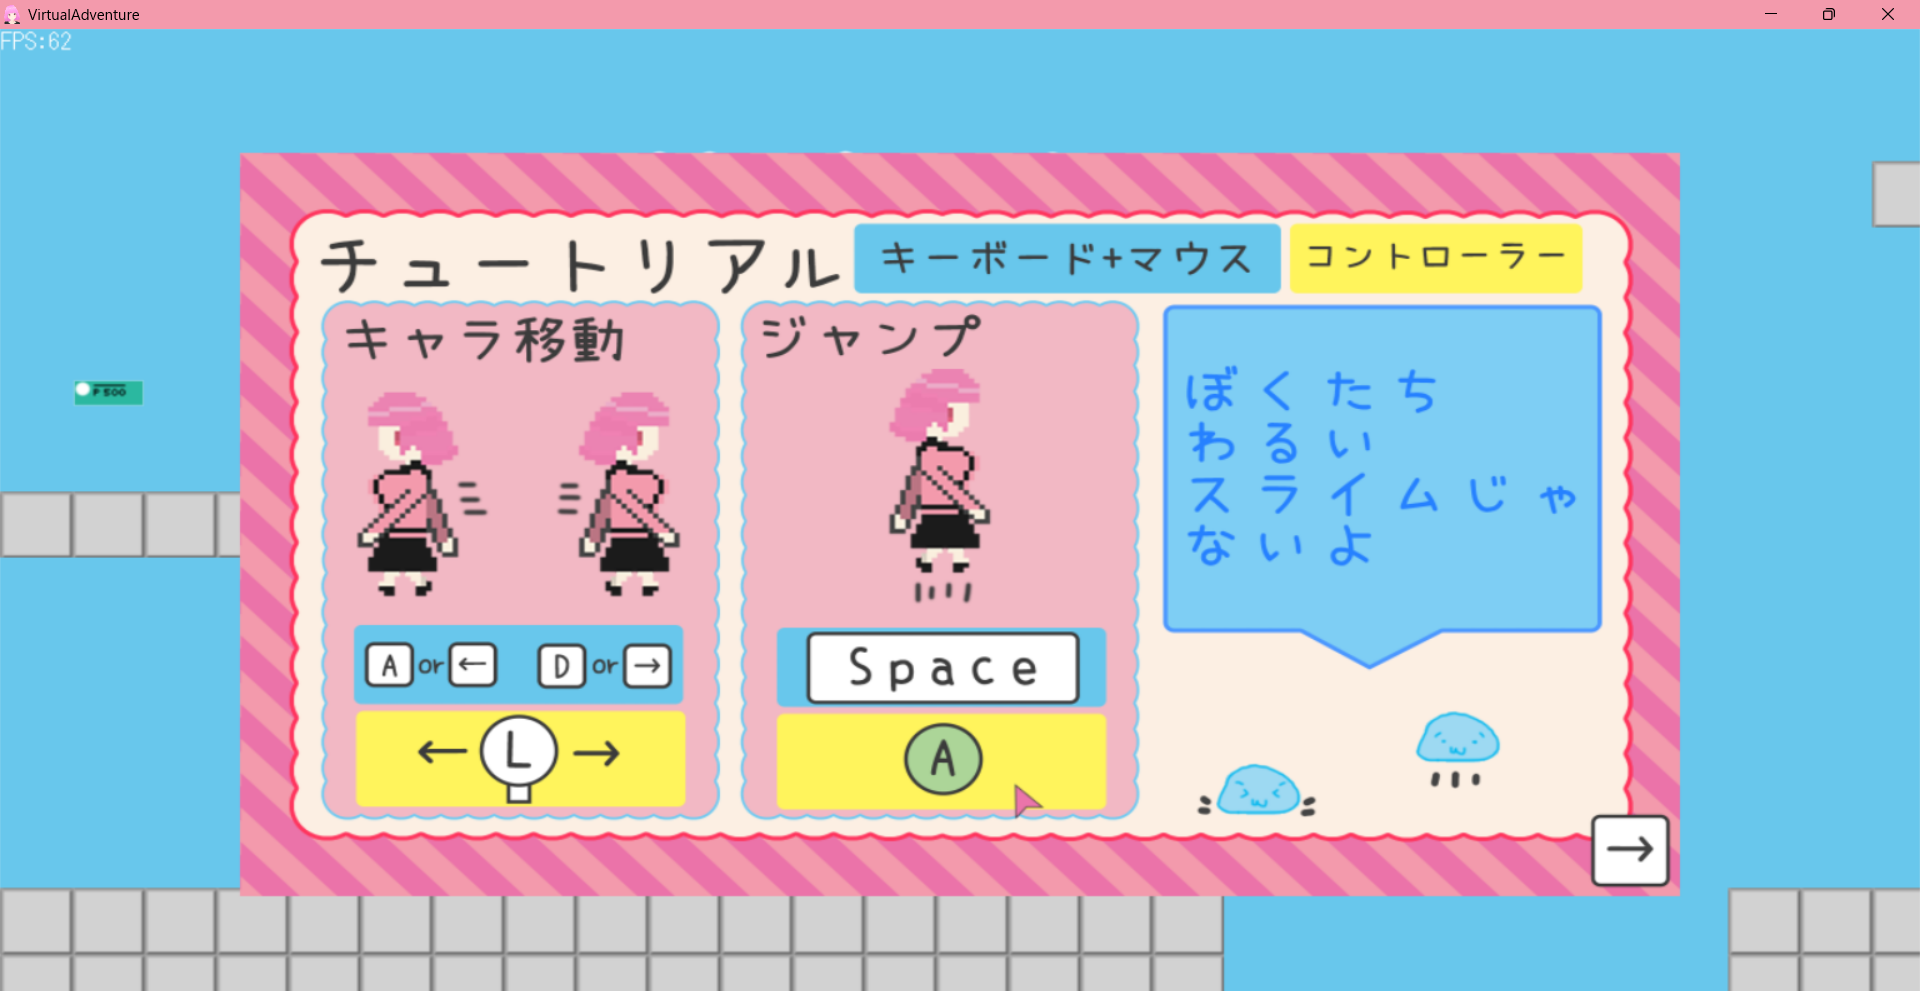 VirtualAdventure
FPS:62
チュートリアル
キーボード+マウス
コントローラー
キャラ移動
ジャンプ
ぼくたち
わるい
スライムじゃ
ないよ
P 500
A or ← D or →
Space
← L →
A
→